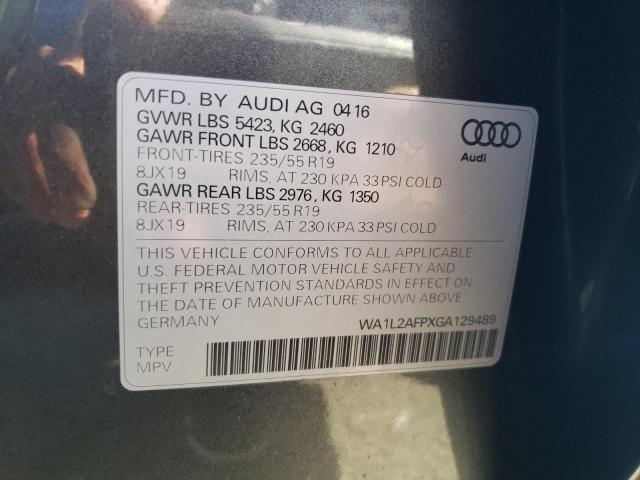 MFD. BY AUDI AG 04 16
GVWR LBS 5423, KG 2460
GAWR FRONT LBS 2668, KG 1210
FRONT-TIRES 235/55 R19
8JX19 RIMS, AT 230 KPA 33 PSI COLD
GAWR REAR LBS 2976, KG 1350
REAR-TIRES 235/55 R19
8JX19 RIMS, AT 230 KPA 33 PSI COLD
Audi
THIS VEHICLE CONFORMS TO ALL APPLICABLE
U.S. FEDERAL MOTOR VEHICLE SAFETY AND
THEFT PREVENTION STANDARDS IN EFFECT ON
THE DATE OF MANUFACTURE SHOWN ABOVE
GERMANY WA1L2AFPXGA129489
TYPE:
MPV